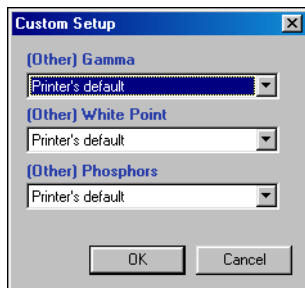 Custom Setup
(Other) Gamma
Printer's default
(Other) White Point
Printer's default
(Other) Phosphors
Printer's default
OK Cancel